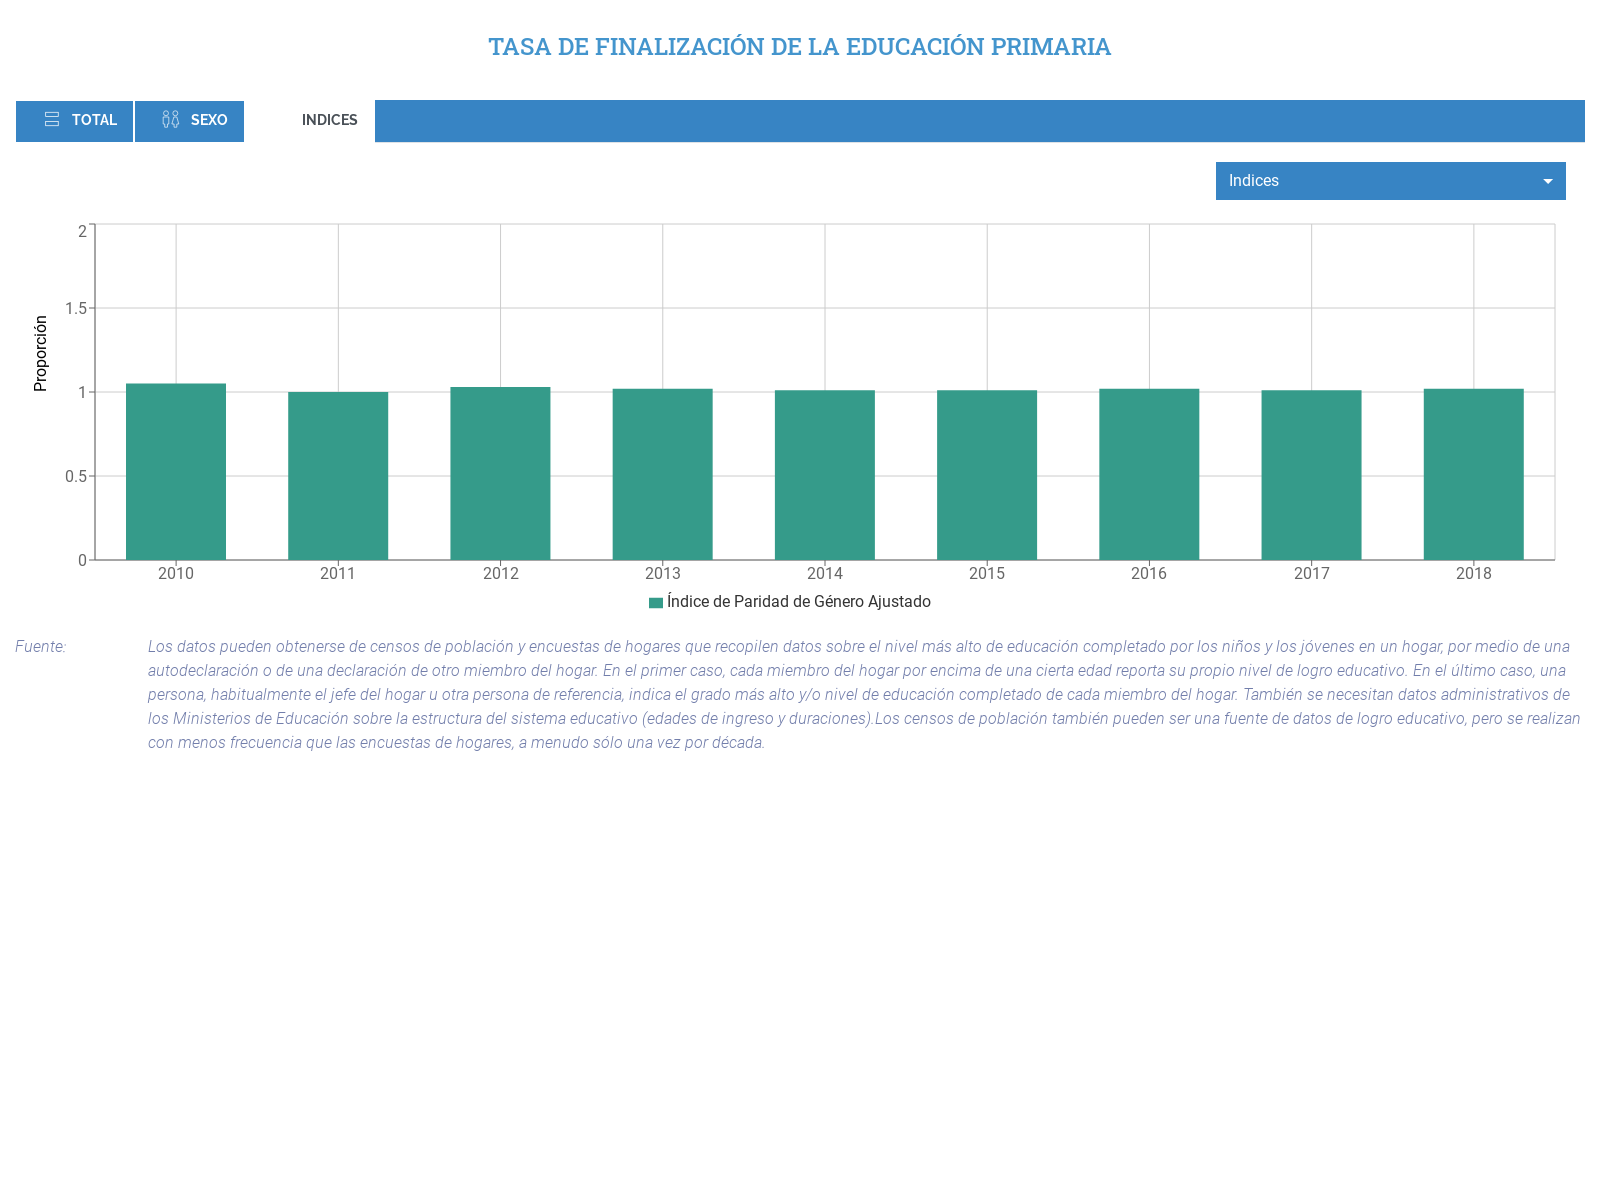 TASA DE FINALIZACIÓN DE LA EDUCACIÓN PRIMARIA
TOTAL SEXO INDICES
Indices
2
1.5
1
0.5
0
Proporción
2010 2011 2012 2013 2014 2015 2016 2017 2018
Índice de Paridad de Género Ajustado
Fuente: Los datos pueden obtenerse de censos de población y encuestas de hogares que recopilen datos sobre el nivel más alto de educación completado por los niños y los jóvenes en un hogar, por medio de una
autodeclaración o de una declaración de otro miembro del hogar. En el primer caso, cada miembro del hogar por encima de una cierta edad reporta su propio nivel de logro educativo. En el último caso, una
persona, habitualmente el jefe del hogar u otra persona de referencia, indica el grado más alto y/o nivel de educación completado de cada miembro del hogar. También se necesitan datos administrativos de
los Ministerios de Educación sobre la estructura del sistema educativo (edades de ingreso y duraciones).Los censos de población también pueden ser una fuente de datos de logro educativo, pero se realizan
con menos frecuencia que las encuestas de hogares, a menudo sólo una vez por década.